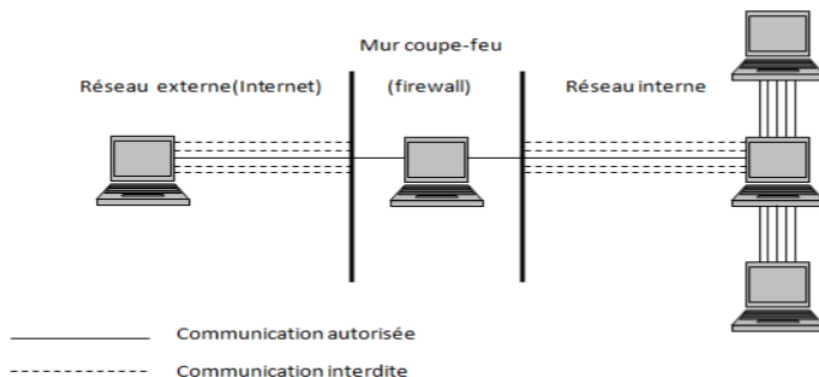 Mur coupe-feu
Réseau externe(Internet)
(firewall)
Réseau interne
Communication autorisée
Communication interdite